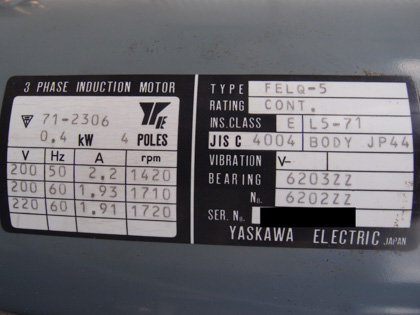 3 PHASE INDUCTION MOTOR
71-2306
0.4 kW 4 POLES
V Hz A rpm
200 50 2.2 1420
200 60 1.93 1710
220 60 1.91 1720
TYPE FELQ-5
RATING CONT.
INS.CLASS E L5-71
JIS C 4004 BODY JP44
VIBRATION V-
BEARING 6203ZZ
No. 6202ZZ
SER. No.
YASKAWA ELECTRIC JAPAN